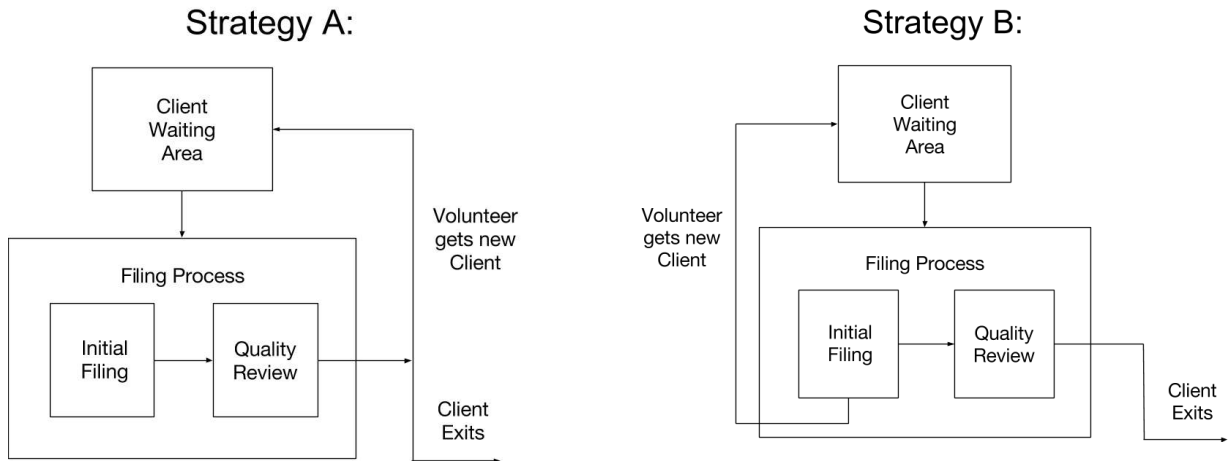 Strategy A:
Client
Waiting
Area
Volunteer
gets new
Client
Filing Process
Initial
Filing
Quality
Review
Client
Exits
Strategy B:
Client
Waiting
Area
Volunteer
gets new
Client
Filing Process
Initial
Filing
Quality
Review
Client
Exits